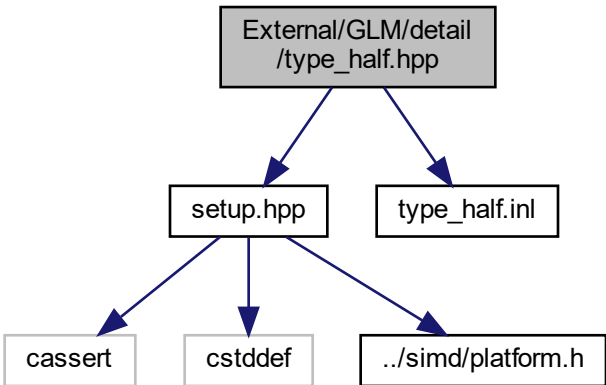 External/GLM/detail
/type_half.hpp
setup.hpp
type_half.inl
cassert
cstddef
../simd/platform.h